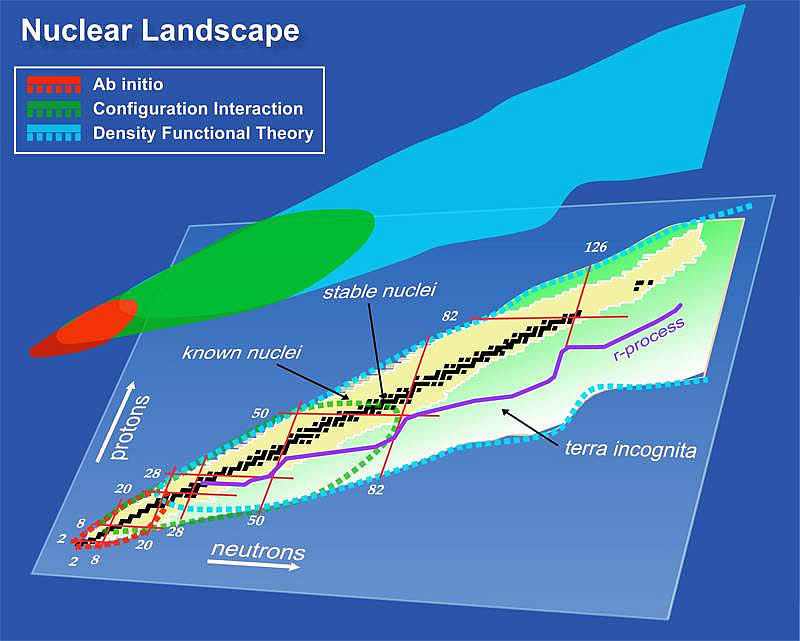 Nuclear Landscape
Ab initio
Configuration Interaction
Density Functional Theory
126
stable nuclei
82
known nuclei
r-process
protons
50
terra incognita
28
82
20
8
50
2
28
20
neutrons
2
8